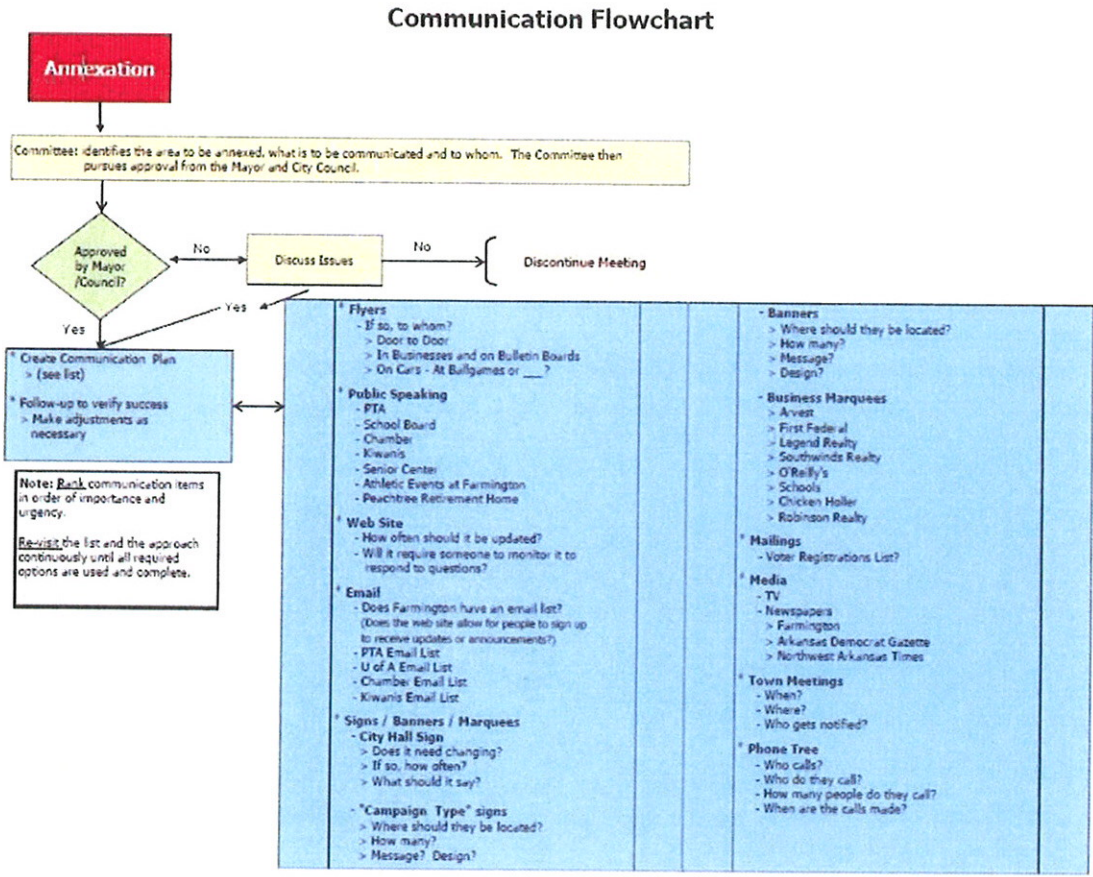 Communication Flowchart
Annexation
Committee: identifies the area to be annexed, what is to be communicated and to whom. The Committee then
pursues approval from the Mayor and City Council.
Approved
by Mayor
/Council?
No
Discuss Issues
No
Discontinue Meeting
Yes
Yes
* Create Communication Plan
> (see list)
* Follow-up to verify success
> Make adjustments as
necessary
Note: Rank communication items
in order of importance and
urgency.
Re-visit the list and the approach
continuously until all required
options are used and complete.
* Flyers
- If so, to whom?
> Door to Door
> In Businesses and on Bulletin Boards
> On Cars - At Ballgames or ___?
* Public Speaking
- PTA
- School Board
- Chamber
- Kiwanis
- Senior Center
- Athletic Events at Farmington
- Peachtree Retirement Home
* Web Site
- How often should it be updated?
- Will it require someone to monitor it to
respond to questions?
* Email
- Does Farmington have an email list?
(Does the web site allow for people to sign up
to receive updates or announcements?)
- PTA Email List
- U of A Email List
- Chamber Email List
- Kiwanis Email List
* Signs / Banners / Marquees
- City Hall Sign
> Does it need changing?
> If so, how often?
> What should it say?
- "Campaign Type" signs
> Where should they be located?
> How many?
> Message? Design?
- Banners
> Where should they be located?
> How many?
> Message?
> Design?
- Business Marquees
> Arvest
> First Federal
> Legend Realty
> Southwinds Realty
> O'Reilly's
> Schools
> Chicken Holler
> Robinson Realty
* Mailings
- Voter Registrations List?
* Media
- TV
- Newspapers
> Farmington
> Arkansas Democrat Gazette
> Northwest Arkansas Times
* Town Meetings
- When?
- Where?
- Who gets notified?
* Phone Tree
- Who calls?
- Who do they call?
- How many people do they call?
- When are the calls made?